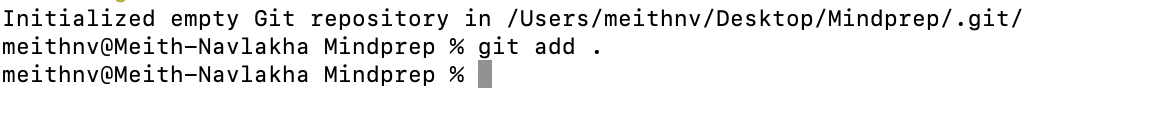 Initialized empty Git repository in /Users/meithnv/Desktop/Mindprep/.git/
meithnv@Meith-Navlakha Mindprep % git add .
meithnv@Meith-Navlakha Mindprep %